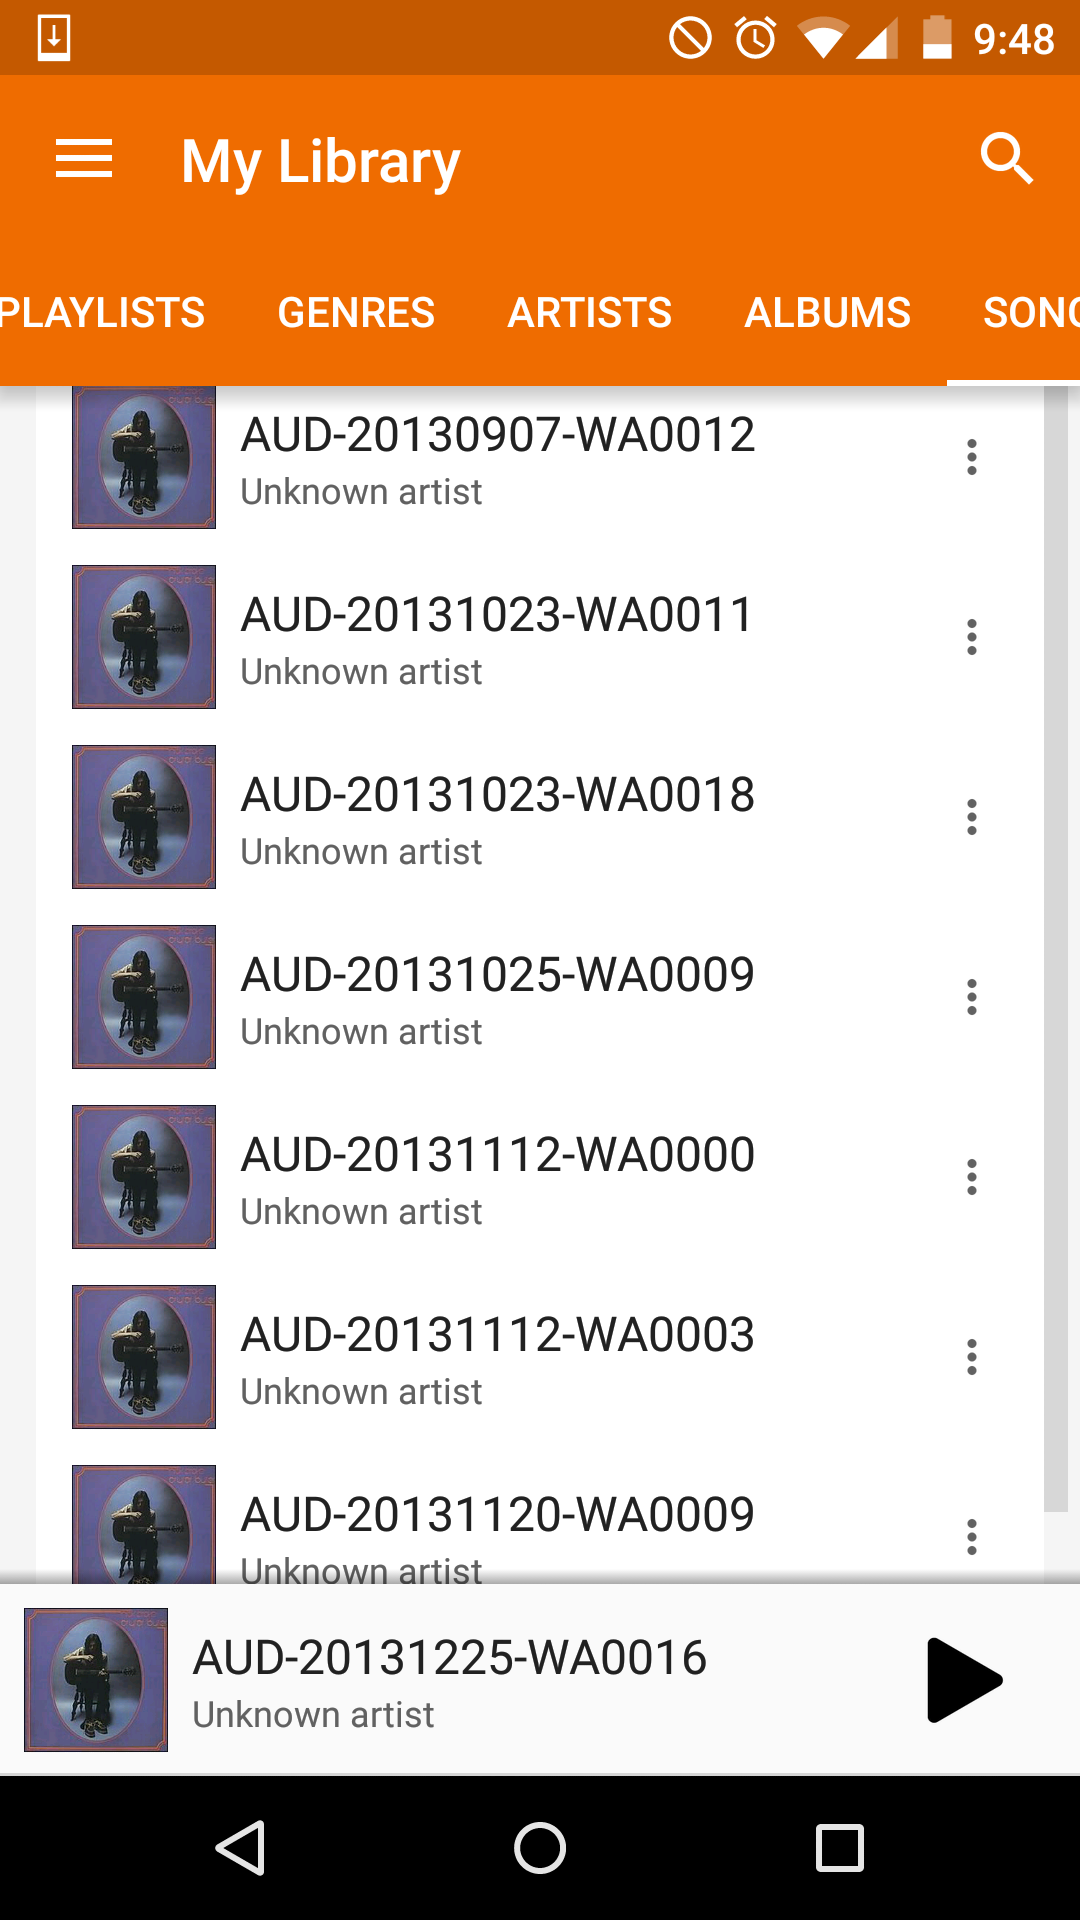 9:48
My Library
PLAYLISTS GENRES ARTISTS ALBUMS SONG
AUD-20130907-WA0012
Unknown artist
AUD-20131023-WA0011
Unknown artist
AUD-20131023-WA0018
Unknown artist
AUD-20131025-WA0009
Unknown artist
AUD-20131112-WA0000
Unknown artist
AUD-20131112-WA0003
Unknown artist
AUD-20131120-WA0009
Unknown artist
AUD-20131225-WA0016
Unknown artist